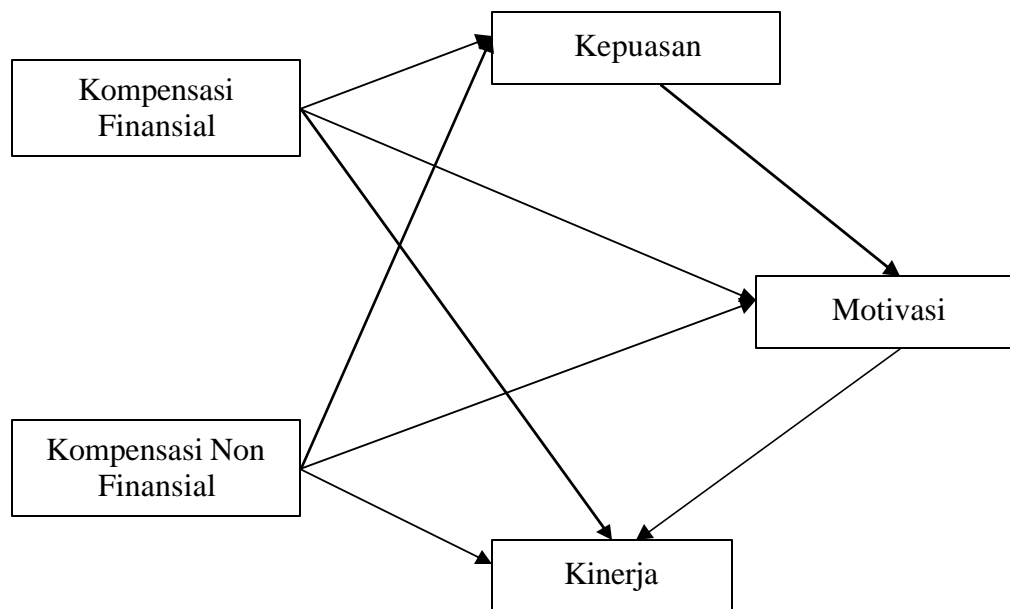 Kepuasan
Kompensasi
Finansial
Motivasi
Kompensasi Non
Finansial
Kinerja